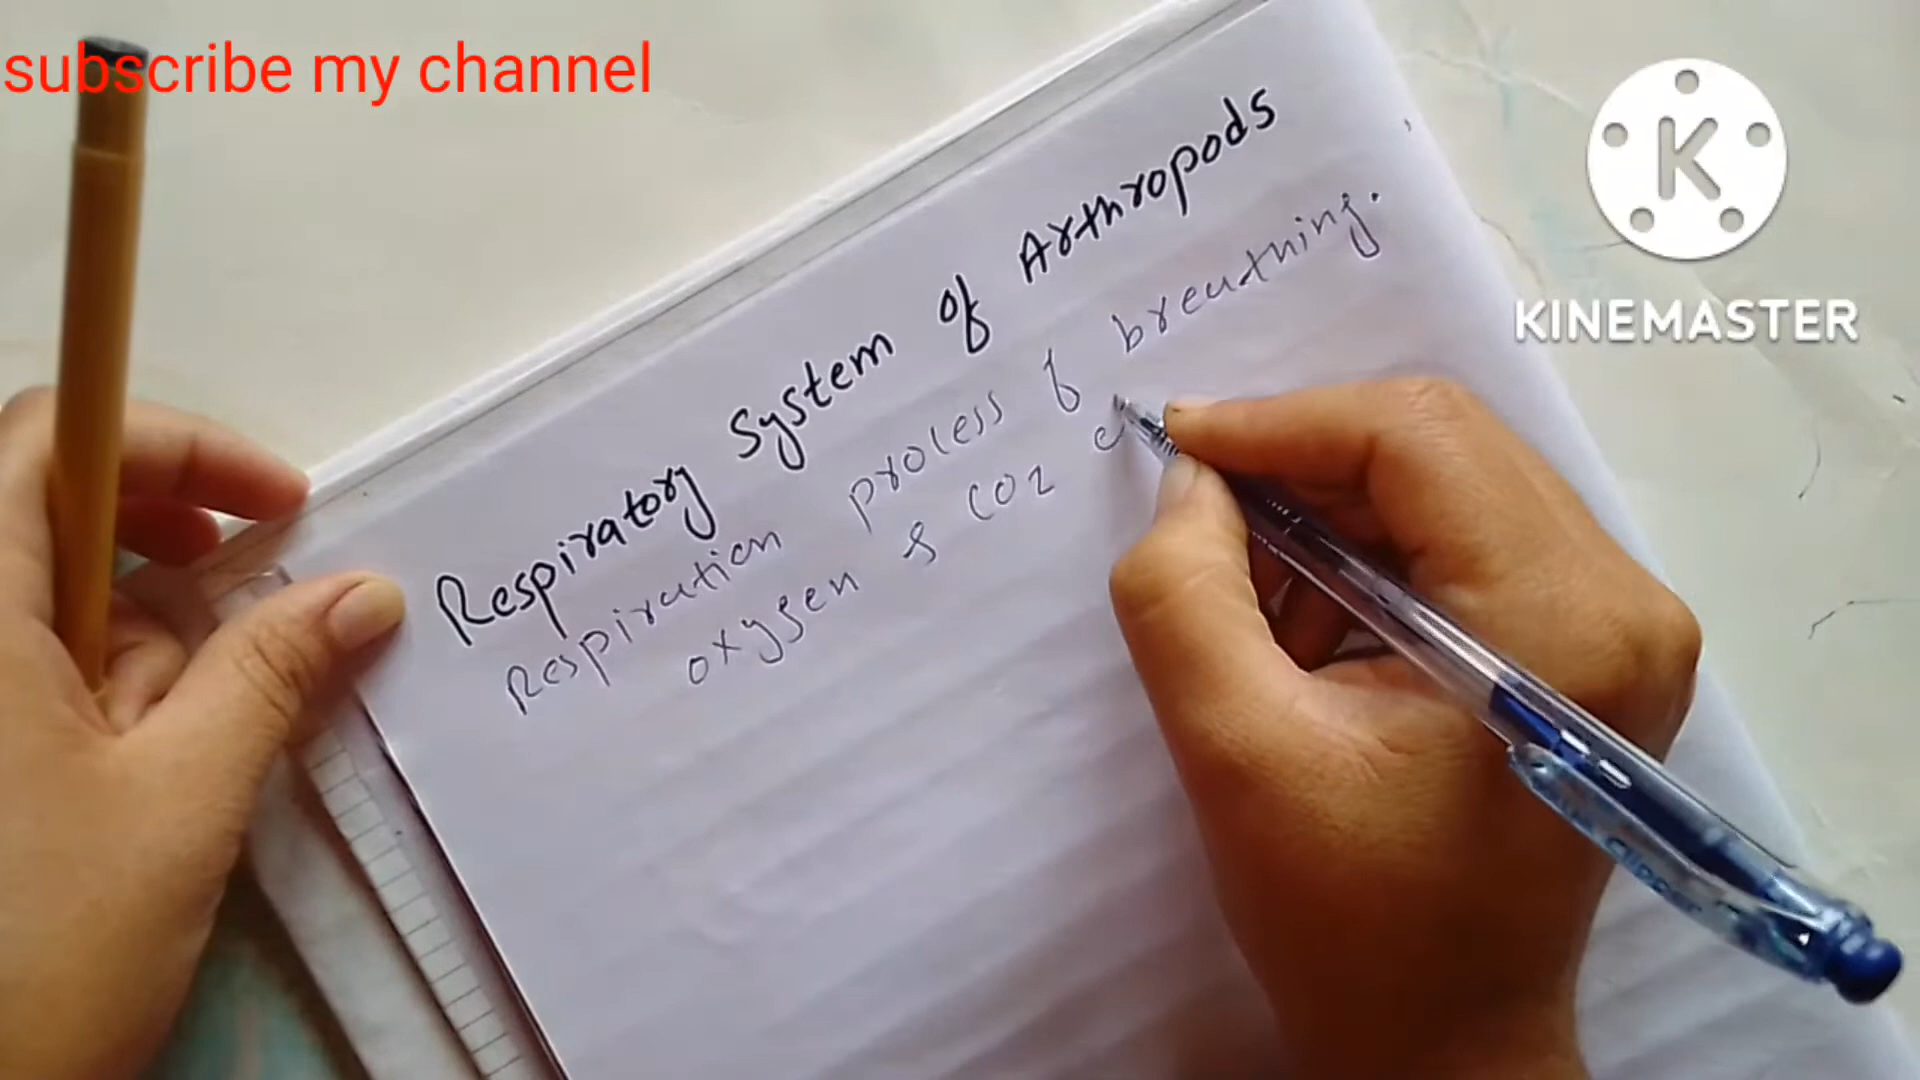 subscribe my channel
KINEMASTER
Respiratory System of Arthropods
Respiration process of breathing.
oxygen & CO2